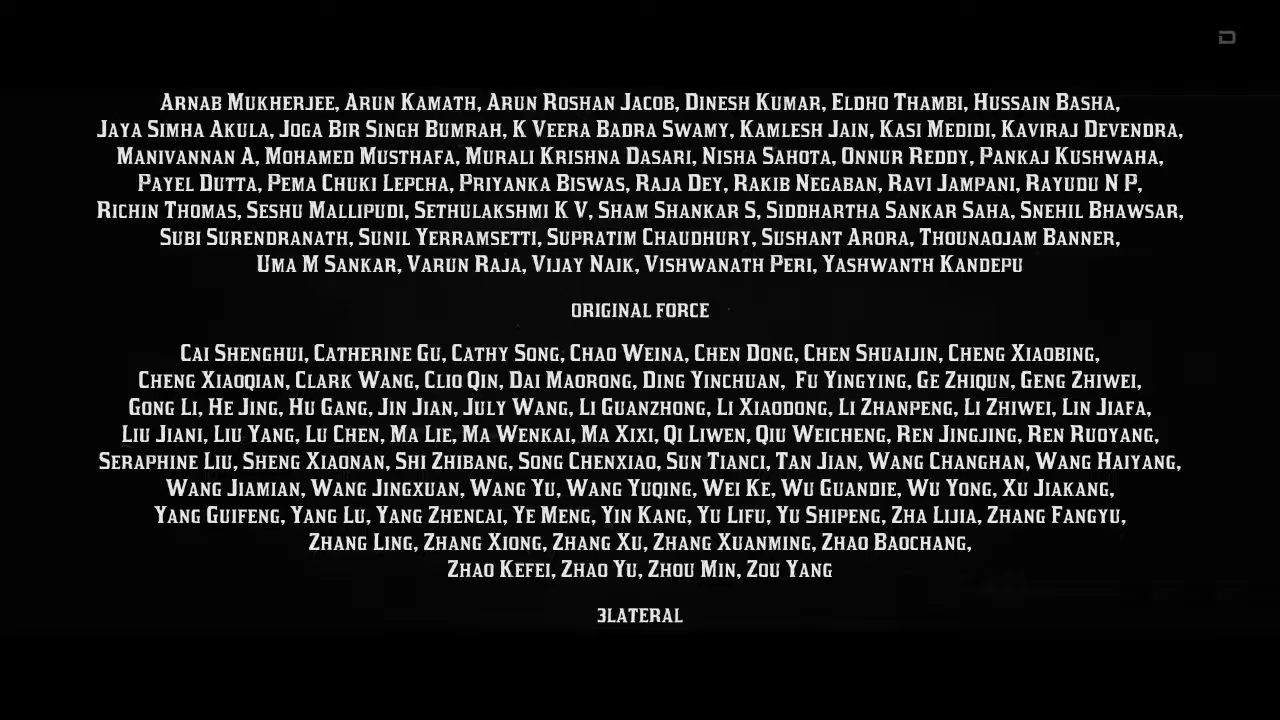 D
Arnab Mukherjee, Arun Kamath, Arun Roshan Jacob, Dinesh Kumar, Eldho Thambi, Hussain Basha,
Jaya Simha Akula, Joga Bir Singh Bumrah, K Veera Badra Swamy, Kamlesh Jain, Kasi Medidi, Kaviraj Devendra,
Manivannan A, Mohamed Musthafa, Murali Krishna Dasari, Nisha Sahota, Onnur Reddy, Pankaj Kushwaha,
Payel Dutta, Pema Chuki Lepcha, Priyanka Biswas, Raja Dey, Rakib Negaban, Ravi Jampani, Rayudu N P,
Richin Thomas, Seshu Mallipudi, Sethulakshmi K V, Sham Shankar S, Siddhartha Sankar Saha, Snehil Bhawsar,
Subi Surendranath, Sunil Yerramsetti, Supratim Chaudhury, Sushant Arora, Thounaojam Banner,
Uma M Sankar, Varun Raja, Vijay Naik, Vishwanath Peri, Yashwanth Kandepu
ORIGINAL FORCE
Cai Shenghui, Catherine Gu, Cathy Song, Chao Weina, Chen Dong, Chen Shuaijin, Cheng Xiaobing,
Cheng Xiaoqian, Clark Wang, Clio Qin, Dai Maorong, Ding Yinchuan, Fu Yingying, Ge Zhiqun, Geng Zhiwei,
Gong Li, He Jing, Hu Gang, Jin Jian, July Wang, Li Guanzhong, Li Xiaodong, Li Zhanpeng, Li Zhiwei, Lin Jiafa,
Liu Jiani, Liu Yang, Lu Chen, Ma Lie, Ma Wenkai, Ma Xixi, Qi Liwen, Qiu Weicheng, Ren Jingjing, Ren Ruoyang,
Seraphine Liu, Sheng Xiaonan, Shi Zhibang, Song Chenxiao, Sun Tianci, Tan Jian, Wang Changhan, Wang Haiyang,
Wang Jiamian, Wang Jingxuan, Wang Yu, Wang Yuqing, Wei Ke, Wu Guandie, Wu Yong, Xu Jiakang,
Yang Guifeng, Yang Lu, Yang Zhencai, Ye Meng, Yin Kang, Yu Lifu, Yu Shipeng, Zha Lijia, Zhang Fangyu,
Zhang Ling, Zhang Xiong, Zhang Xu, Zhang Xuanming, Zhao Baochang,
Zhao Kefei, Zhao Yu, Zhou Min, Zou Yang
3LATERAL